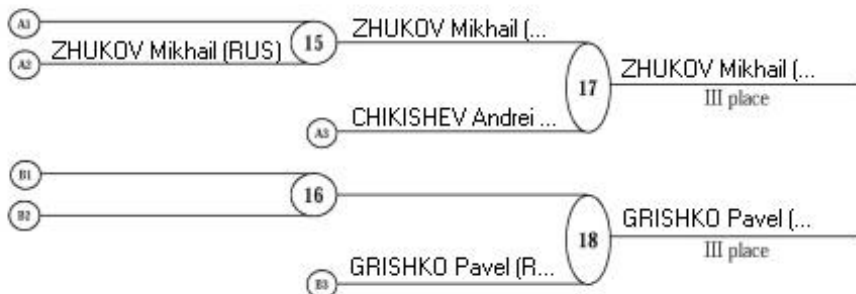 A1
ZHUKOV Mikhail (RUS)
A2
15
ZHUKOV Mikhail (...
17
ZHUKOV Mikhail (...
III place
CHIKISHEV Andrei ...
A3
B1
16
B2
18
GRISHKO Pavel (...
III place
GRISHKO Pavel (R...
B3